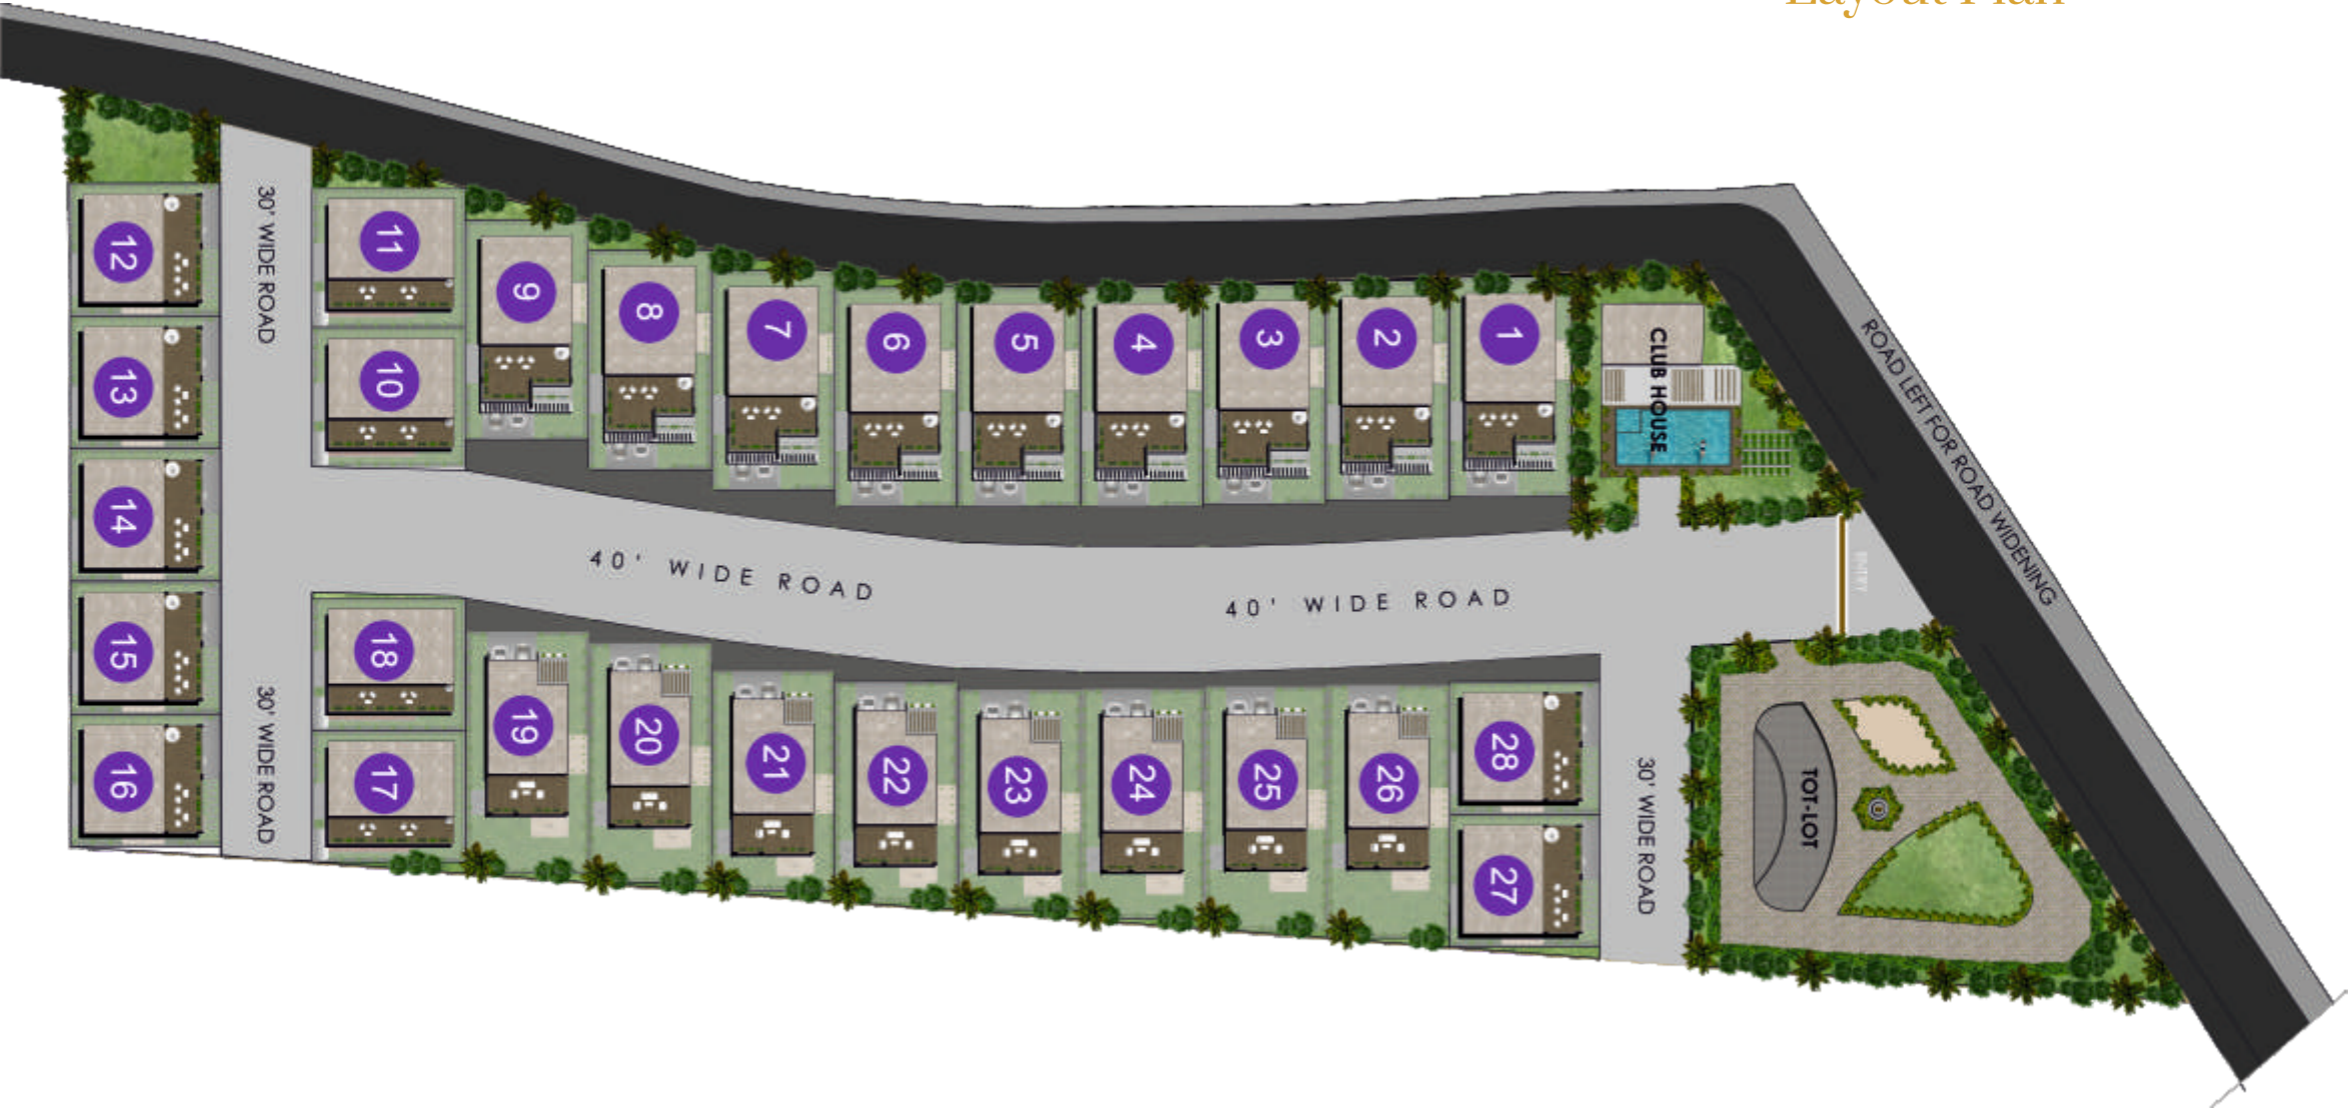 Layout Plan
12
13
14
15
16
30' WIDE ROAD
30' WIDE ROAD
11
10
9
8
7
6
5
4
3
2
1
CLUB HOUSE
ROAD LEFT FOR ROAD WIDENING
40' WIDE ROAD
40' WIDE ROAD
ENTRY
18
17
19
20
21
22
23
24
25
26
28
27
30' WIDE ROAD
TOT-LOT